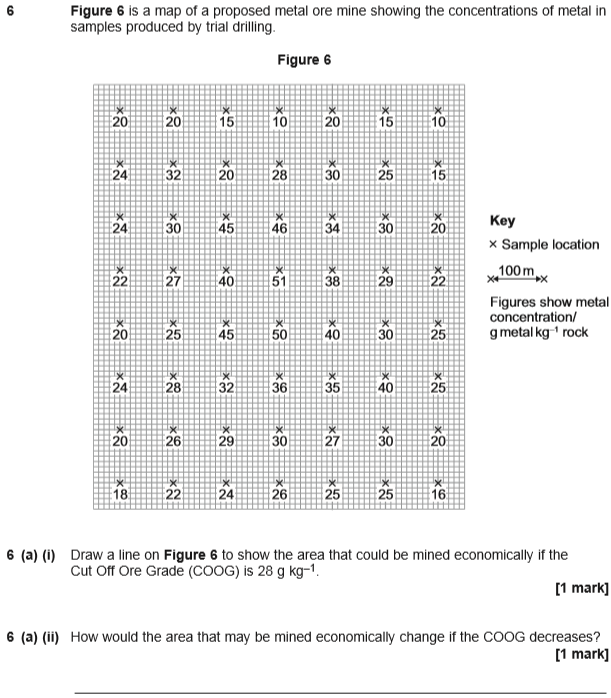 6 Figure 6 is a map of a proposed metal ore mine showing the concentrations of metal in
samples produced by trial drilling.
Figure 6
× × × × × × ×
20 20 15 10 20 15 10
× × × × × × ×
24 32 20 28 30 25 15
× × × × × × ×
24 30 45 46 34 30 20
× × × × × × ×
22 27 40 51 38 29 22
× × × × × × ×
20 25 45 50 40 30 25
× × × × × × ×
24 28 32 36 35 40 25
× × × × × × ×
20 26 29 30 27 30 20
× × × × × × ×
18 22 24 26 25 25 16
Key
× Sample location
×100 m×
Figures show metal
concentration/
g metal kg⁻¹ rock
6 (a) (i) Draw a line on Figure 6 to show the area that could be mined economically if the
Cut Off Ore Grade (COOG) is 28 g kg⁻¹.
[1 mark]
6 (a) (ii) How would the area that may be mined economically change if the COOG decreases?
[1 mark]